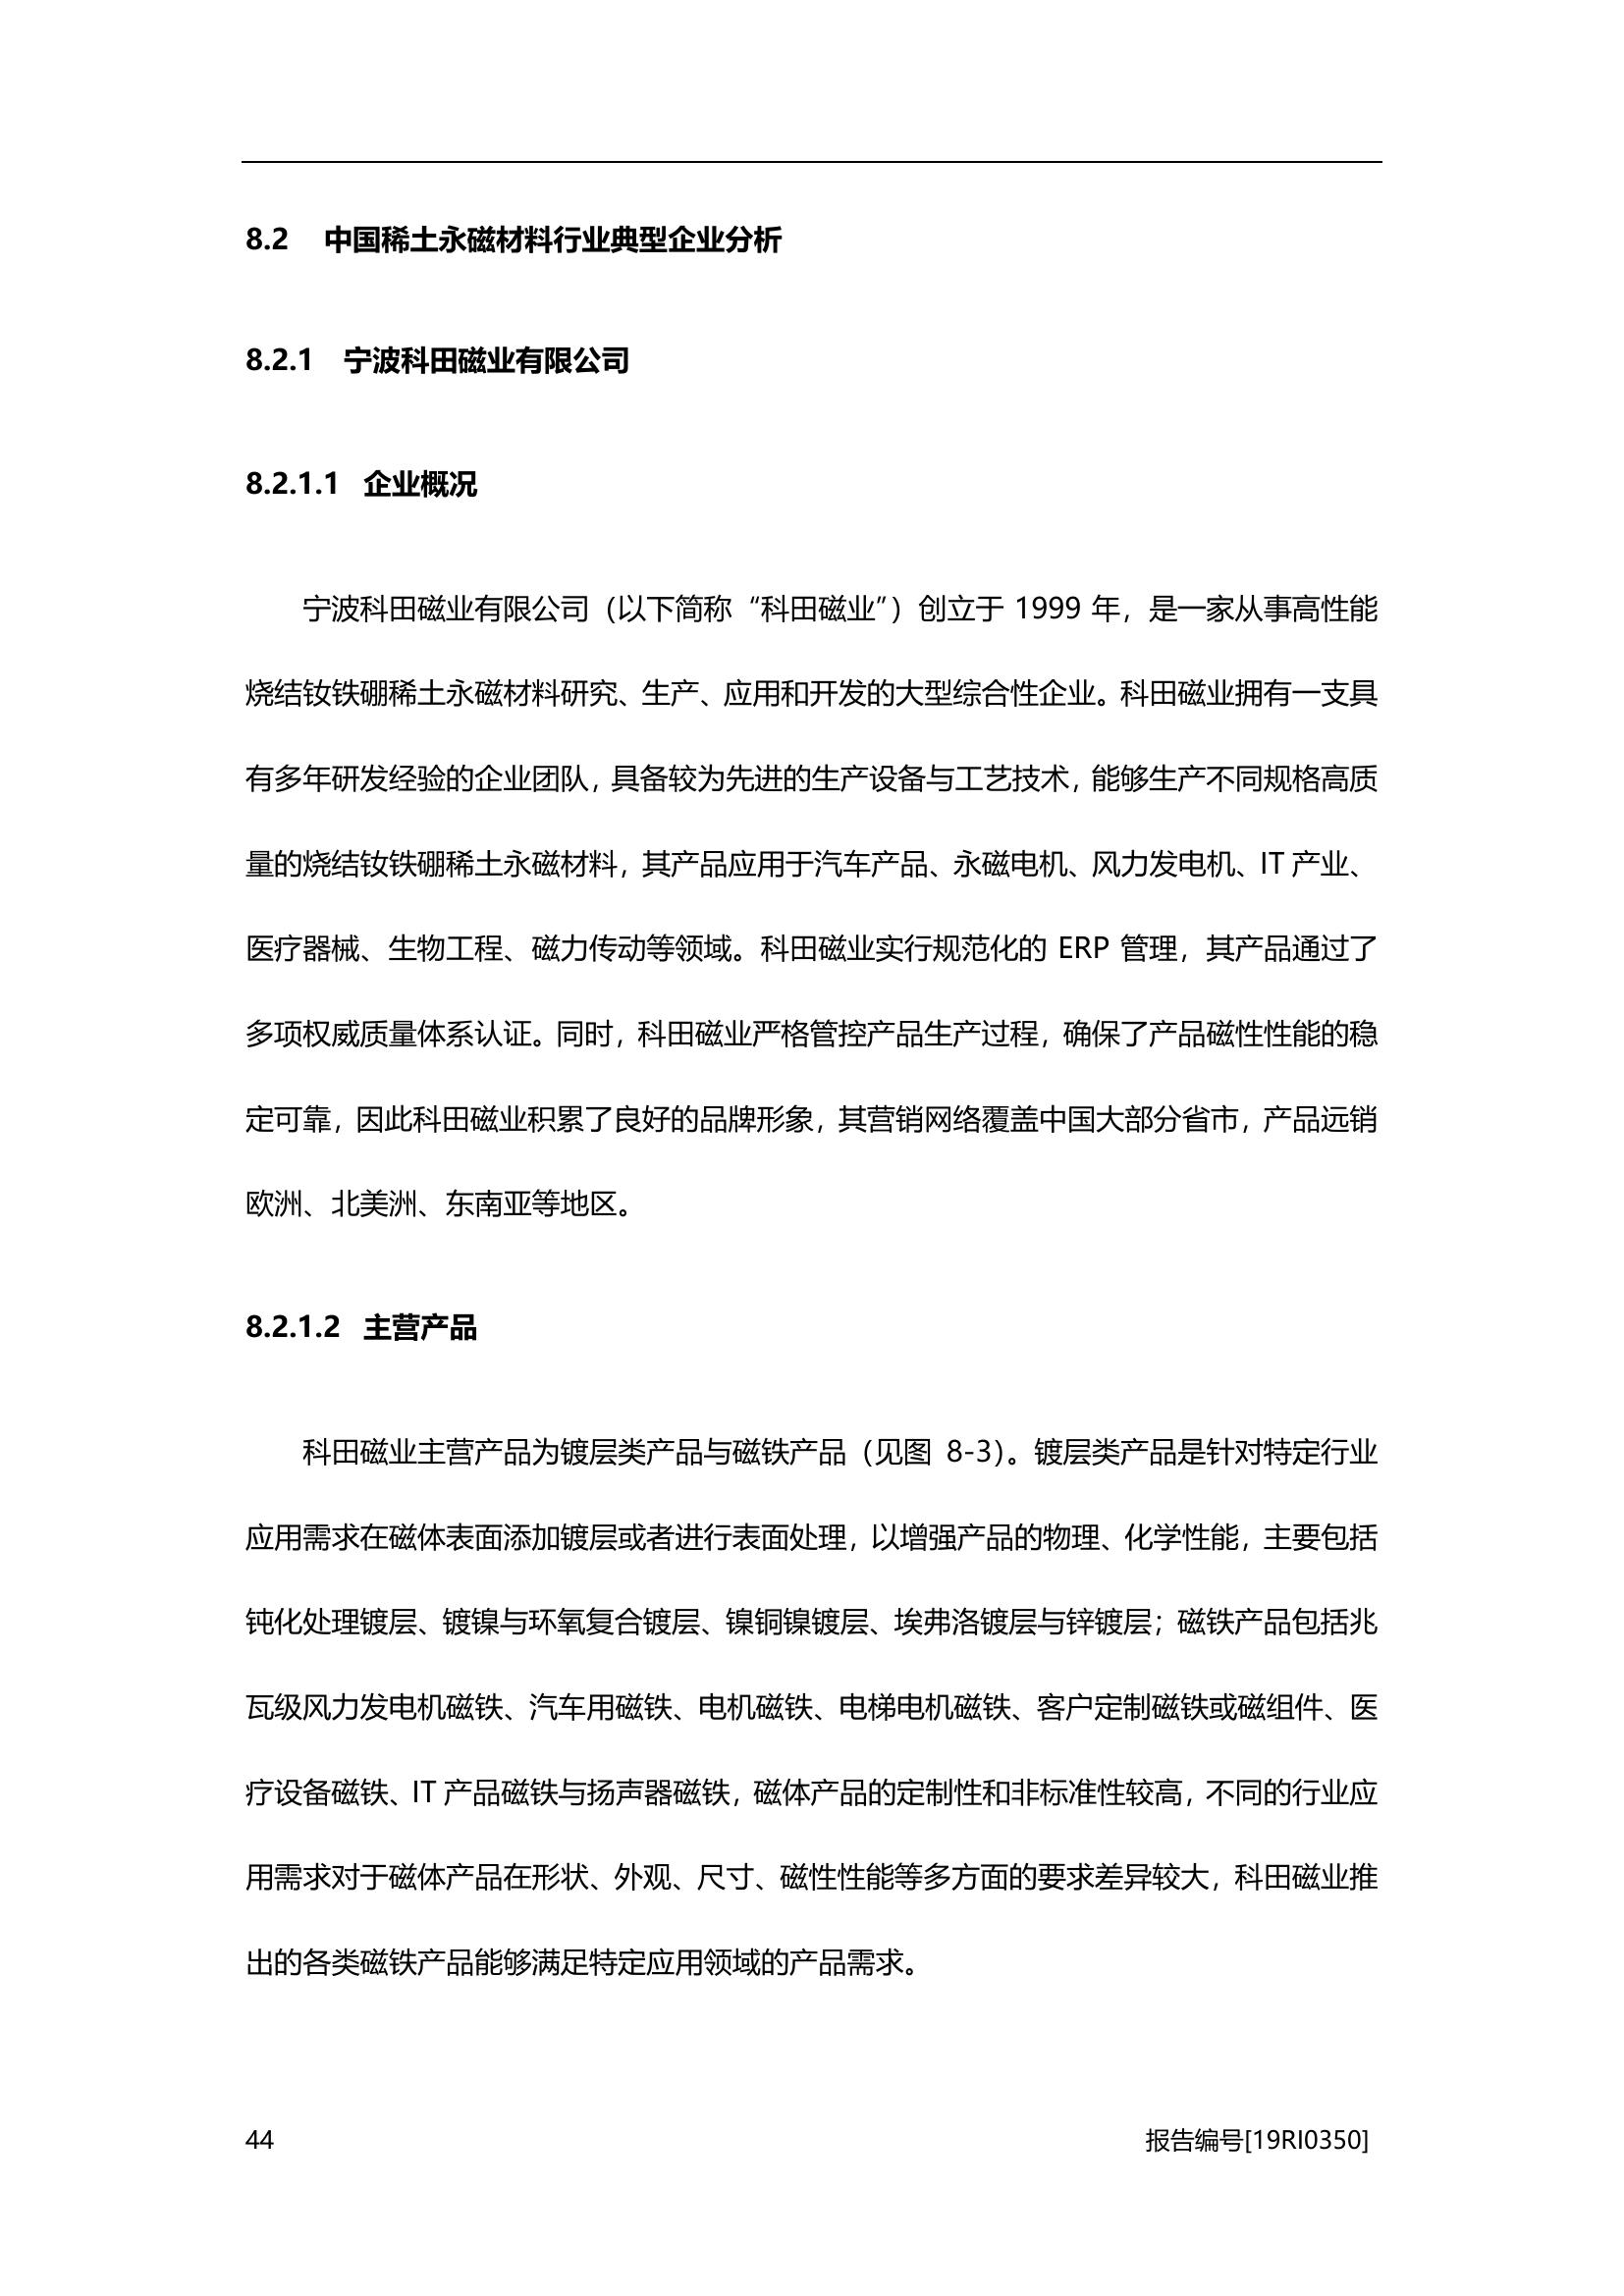 8.2 中国稀土永磁材料行业典型企业分析
8.2.1 宁波科田磁业有限公司
8.2.1.1 企业概况
宁波科田磁业有限公司（以下简称“科田磁业”）创立于 1999 年，是一家从事高性能
烧结钕铁硼稀土永磁材料研究、生产、应用和开发的大型综合性企业。科田磁业拥有一支具
有多年研发经验的企业团队，具备较为先进的生产设备与工艺技术，能够生产不同规格高质
量的烧结钕铁硼稀土永磁材料，其产品应用于汽车产品、永磁电机、风力发电机、IT 产业、
医疗器械、生物工程、磁力传动等领域。科田磁业实行规范化的 ERP 管理，其产品通过了
多项权威质量体系认证。同时，科田磁业严格管控产品生产过程，确保了产品磁性性能的稳
定可靠，因此科田磁业积累了良好的品牌形象，其营销网络覆盖中国大部分省市，产品远销
欧洲、北美洲、东南亚等地区。
8.2.1.2 主营产品
科田磁业主营产品为镀层类产品与磁铁产品（见图 8-3）。镀层类产品是针对特定行业
应用需求在磁体表面添加镀层或者进行表面处理，以增强产品的物理、化学性能，主要包括
钝化处理镀层、镀镍与环氧复合镀层、镍铜镍镀层、埃弗洛镀层与锌镀层；磁铁产品包括兆
瓦级风力发电机磁铁、汽车用磁铁、电机磁铁、电梯电机磁铁、客户定制磁铁或磁组件、医
疗设备磁铁、IT 产品磁铁与扬声器磁铁，磁体产品的定制性和非标准性较高，不同的行业应
用需求对于磁体产品在形状、外观、尺寸、磁性性能等多方面的要求差异较大，科田磁业推
出的各类磁铁产品能够满足特定应用领域的产品需求。
44 报告编号[19RI0350]